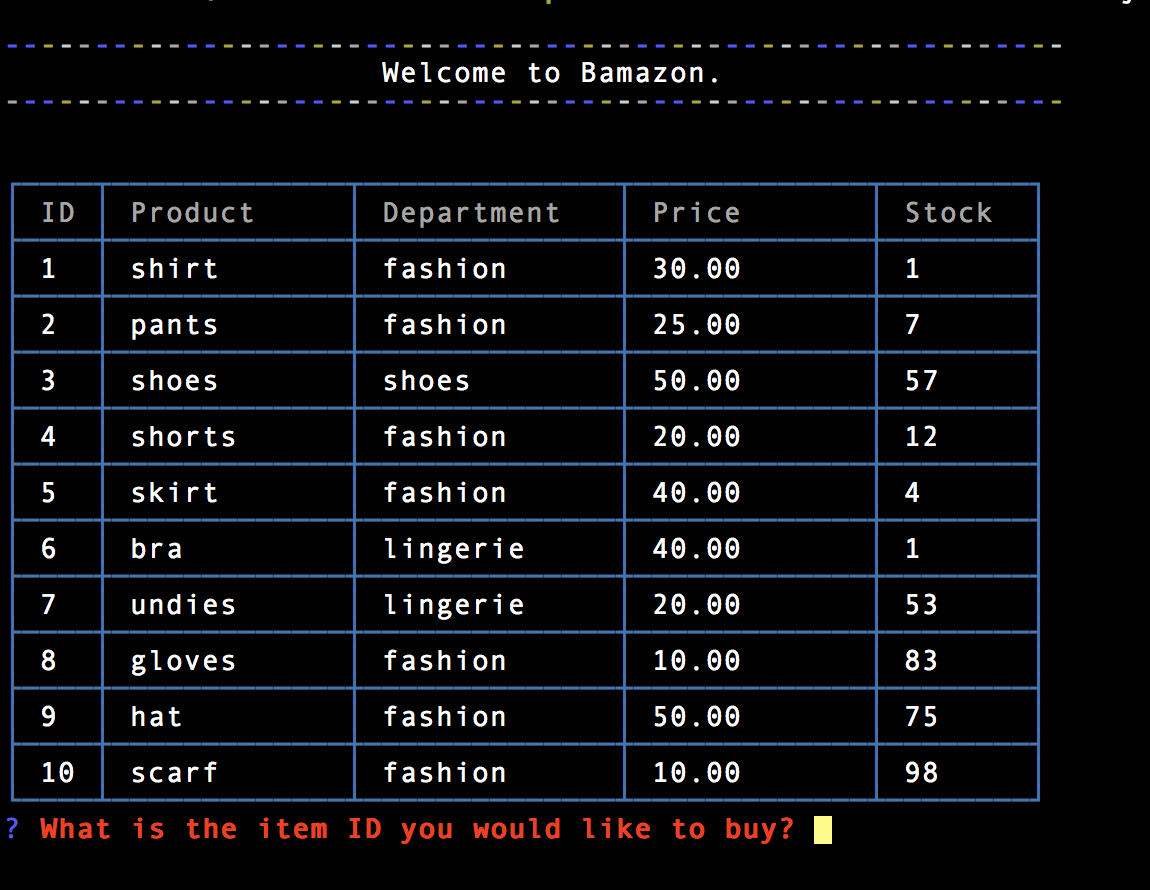 Welcome to Bamazon.
ID Product Department Price Stock
1 shirt fashion 30.00 1
2 pants fashion 25.00 7
3 shoes shoes 50.00 57
4 shorts fashion 20.00 12
5 skirt fashion 40.00 4
6 bra lingerie 40.00 1
7 undies lingerie 20.00 53
8 gloves fashion 10.00 83
9 hat fashion 50.00 75
10 scarf fashion 10.00 98
? What is the item ID you would like to buy?